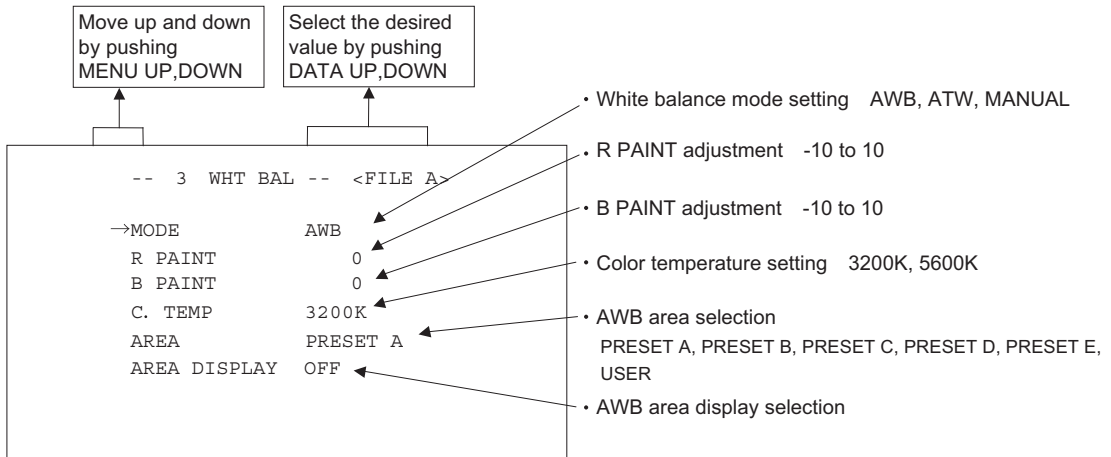 Move up and down
by pushing
MENU UP,DOWN
Select the desired
value by pushing
DATA UP,DOWN
-- 3 WHT BAL -- <FILE A>
→MODE AWB
R PAINT 0
B PAINT 0
C. TEMP 3200K
AREA PRESET A
AREA DISPLAY OFF
・White balance mode setting AWB, ATW, MANUAL
・R PAINT adjustment -10 to 10
・B PAINT adjustment -10 to 10
・Color temperature setting 3200K, 5600K
・AWB area selection
PRESET A, PRESET B, PRESET C, PRESET D, PRESET E,
USER
・AWB area display selection